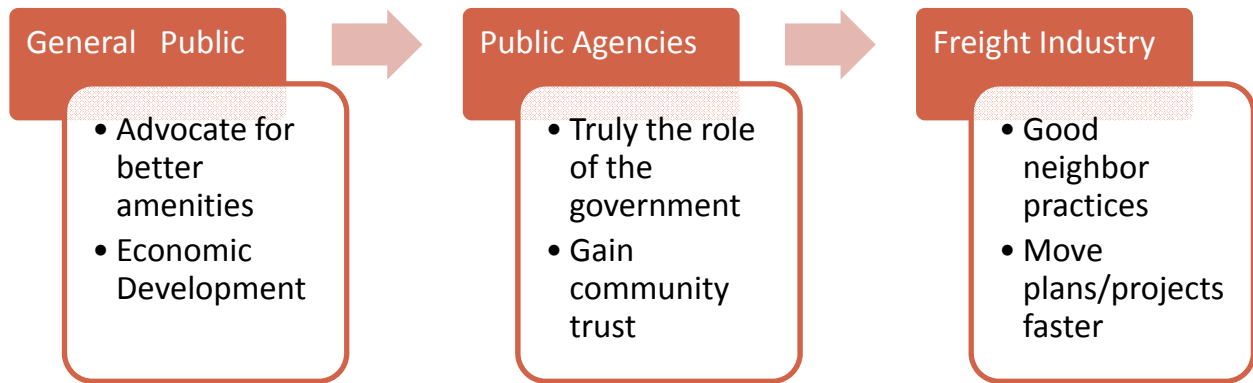 General Public
• Advocate for
better
amenities
• Economic
Development
Public Agencies
• Truly the role
of the
government
• Gain
community
trust
Freight Industry
• Good
neighbor
practices
• Move
plans/projects
faster